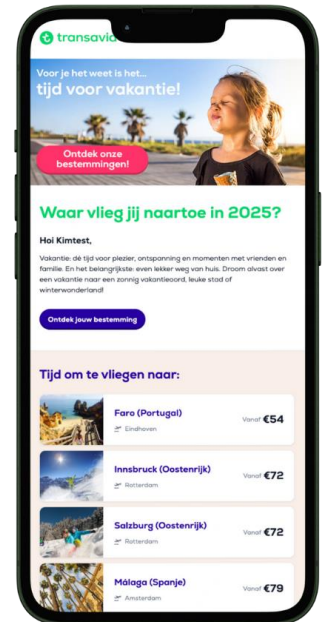 transavia
Voor je het weet is het...
tijd voor vakantie!
Ontdek onze
bestemmingen!
Waar vlieg jij naartoe in 2025?
Hoi Kimtest,
Vakantie: dé tijd voor plezier, ontspanning en momenten met vrienden en
familie. En het belangrijkste: even lekker weg van huis. Droom alvast over
een vakantie naar een zonnig vakantieoord, leuke stad of
winterwonderland!
Ontdek jouw bestemming
Tijd om te vliegen naar:
Faro (Portugal)
Eindhoven
Vanaf €54
Innsbruck (Oostenrijk)
Rotterdam
Vanaf €72
Salzburg (Oostenrijk)
Rotterdam
Vanaf €72
Málaga (Spanje)
Amsterdam
Vanaf €79